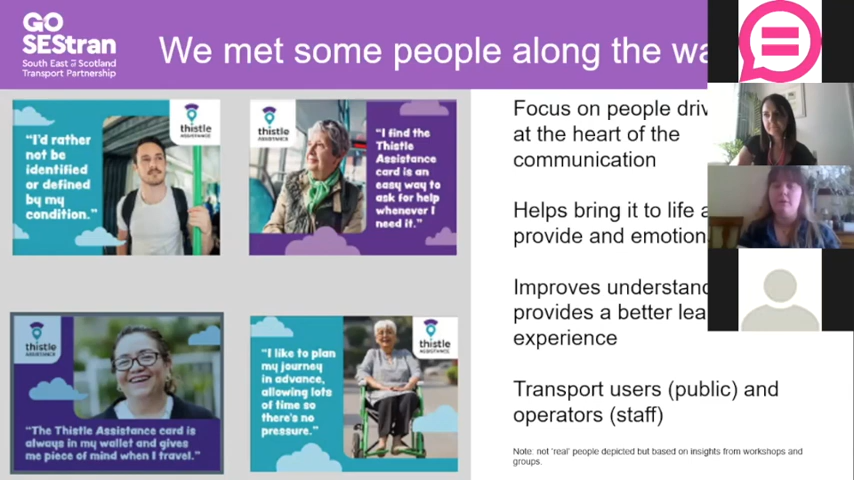 GO
SEStran
South East of Scotland
Transport Partnership
We met some people along the
"I'd rather
not be
identified
or defined
by my
condition."
thistle
ASSISTANCE
thistle
ASSISTANCE
"I find the
Thistle
Assistance
card is an
easy way to
ask for help
whenever I
need it."
thistle
ASSISTANCE
"The Thistle Assistance card is
always in my wallet and gives
me piece of mind when I travel."
"I like to plan
my journey
in advance,
allowing lots
of time so
there's no
pressure."
thistle
ASSISTANCE
Focus on people
at the heart of the
communication
Helps bring it to life
provide and
Improves
provides a better
experience
Transport users (public) and
operators (staff)
Note: not 'real' people depicted but based on insights from workshops and
groups.